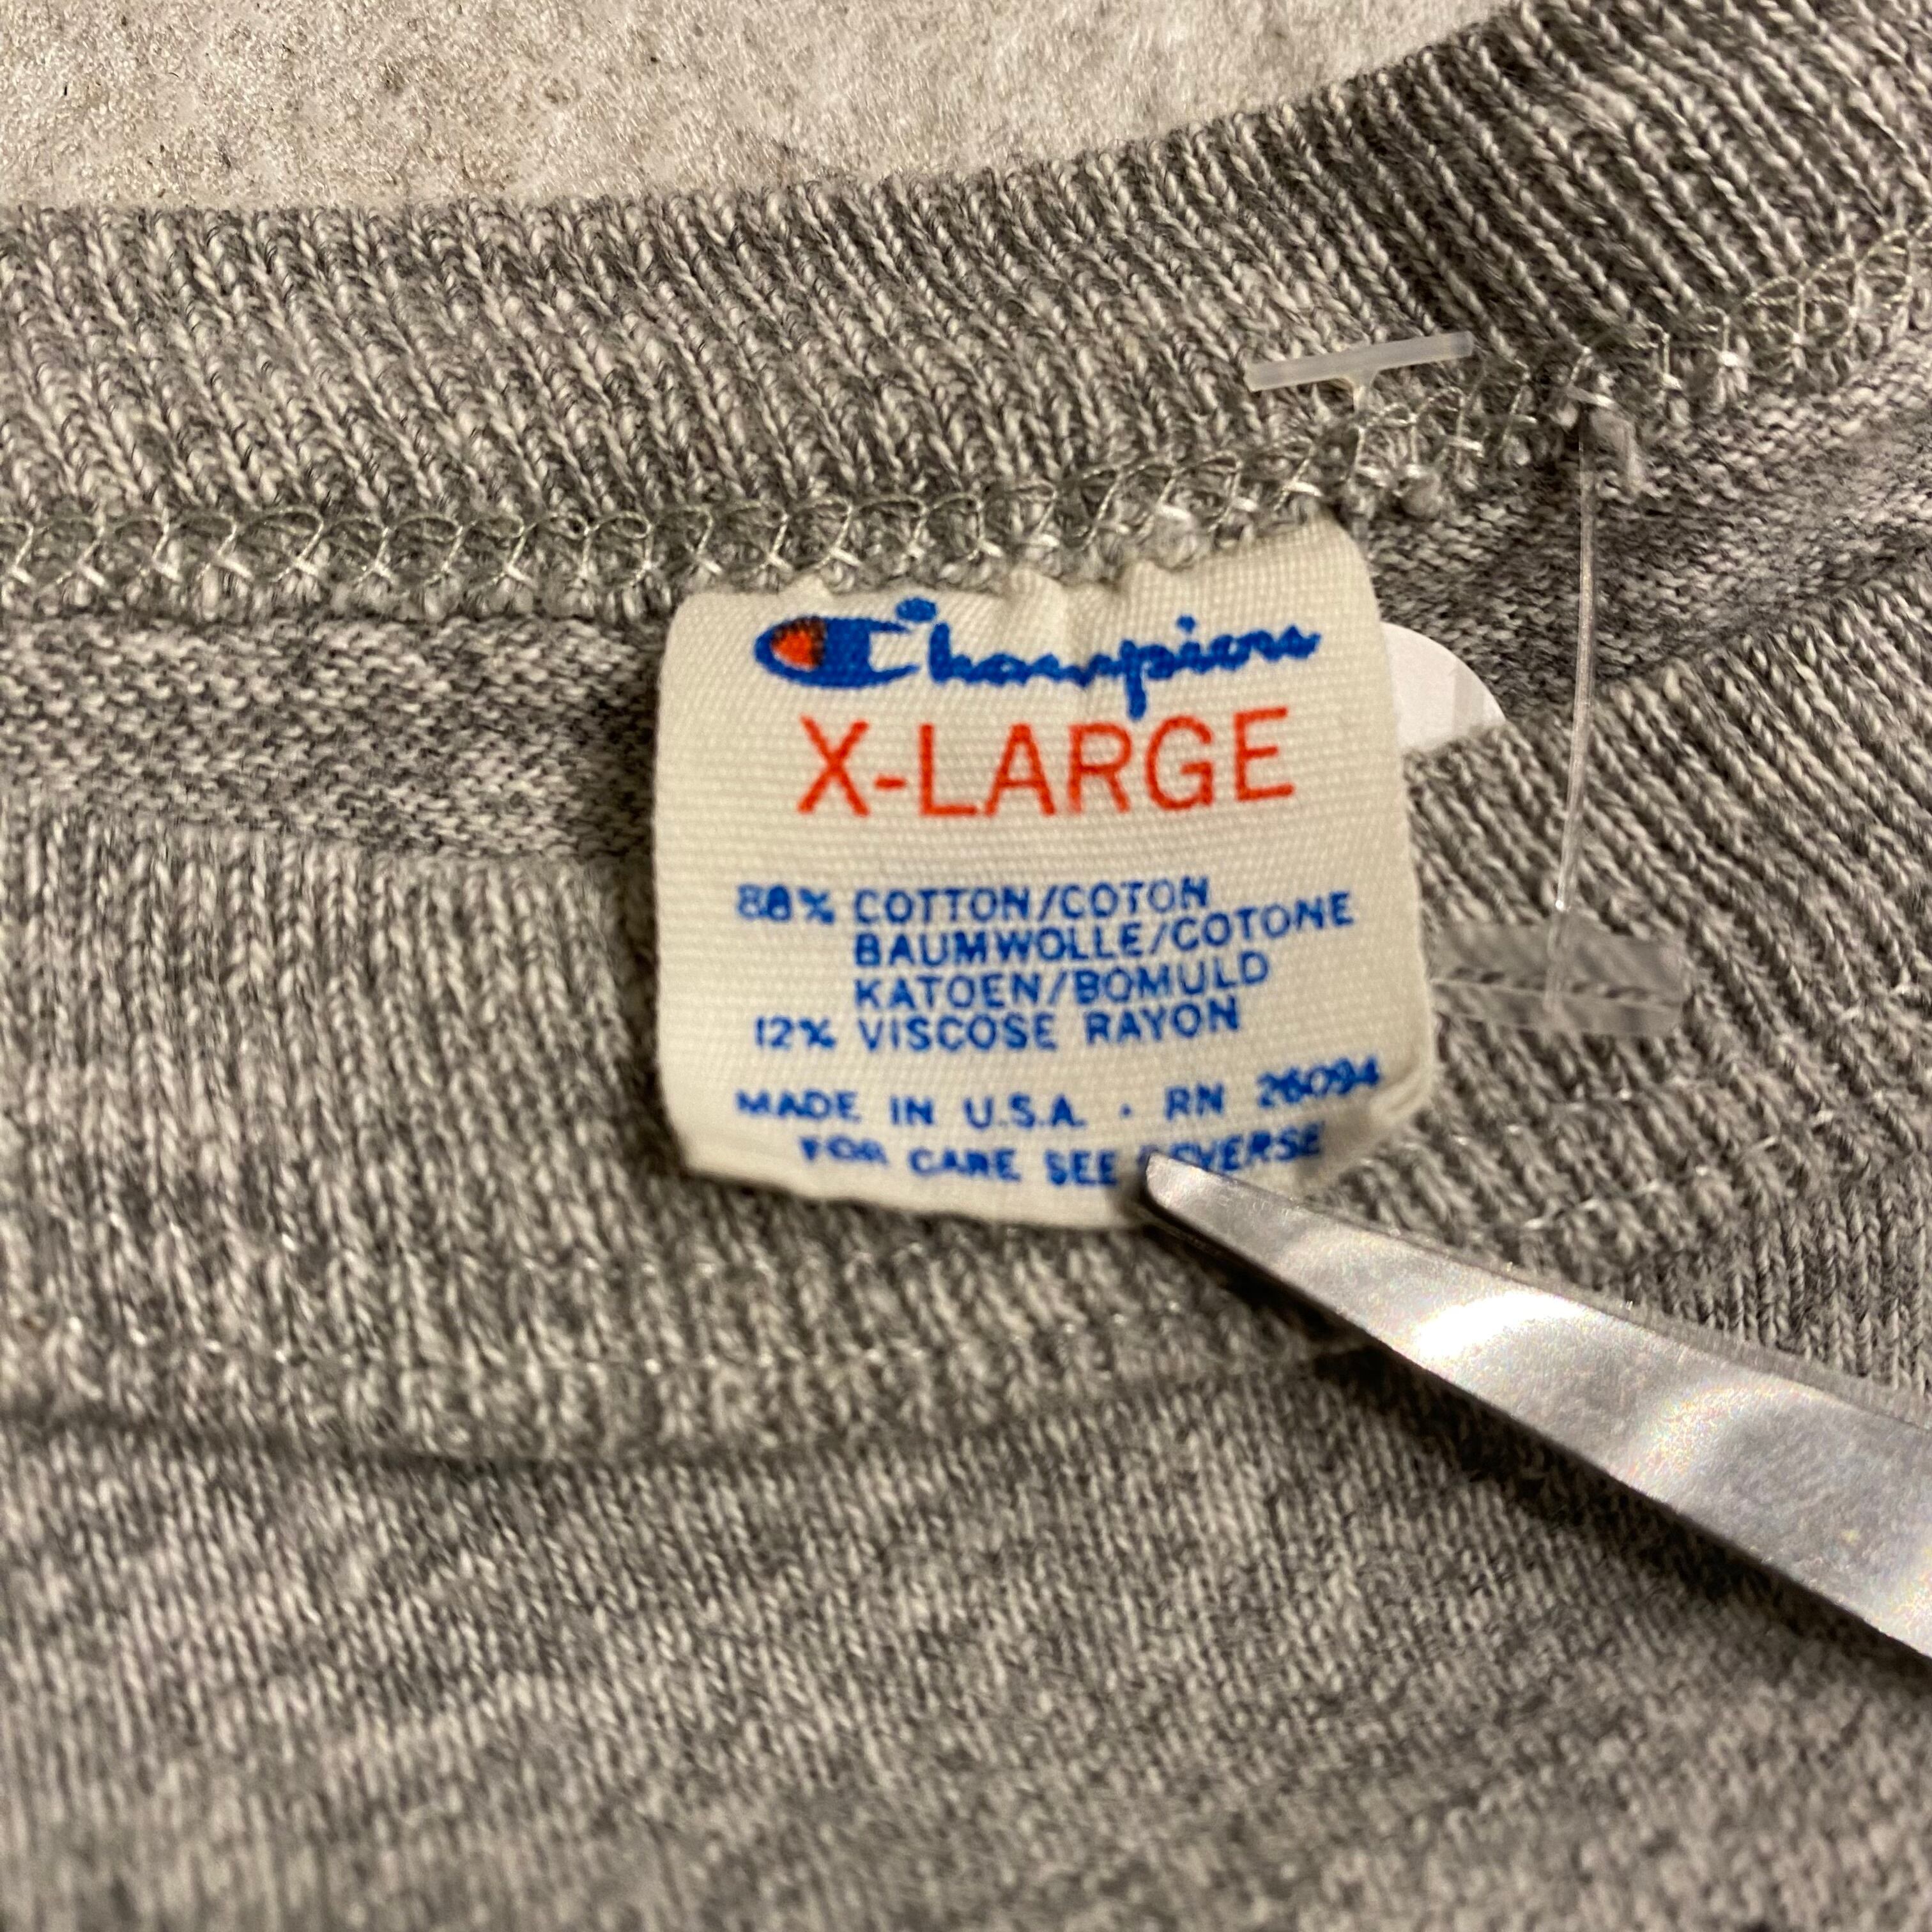 Champion
X-LARGE
88% COTTON/COTON
BAUMWOLLE/COTONE
KATOEN/BOMULD
12% VISCOSE RAYON
MADE IN U.S.A. · RN 26094
FOR CARE SEE REVERSE